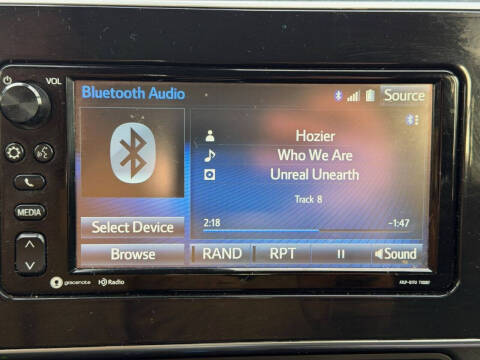 VOL
Bluetooth Audio
Source
Hozier
Who We Are
Unreal Unearth
Track 8
2:18
-1:47
Select Device
Browse
RAND
RPT
Sound
MEDIA
gracenote
HD Radio